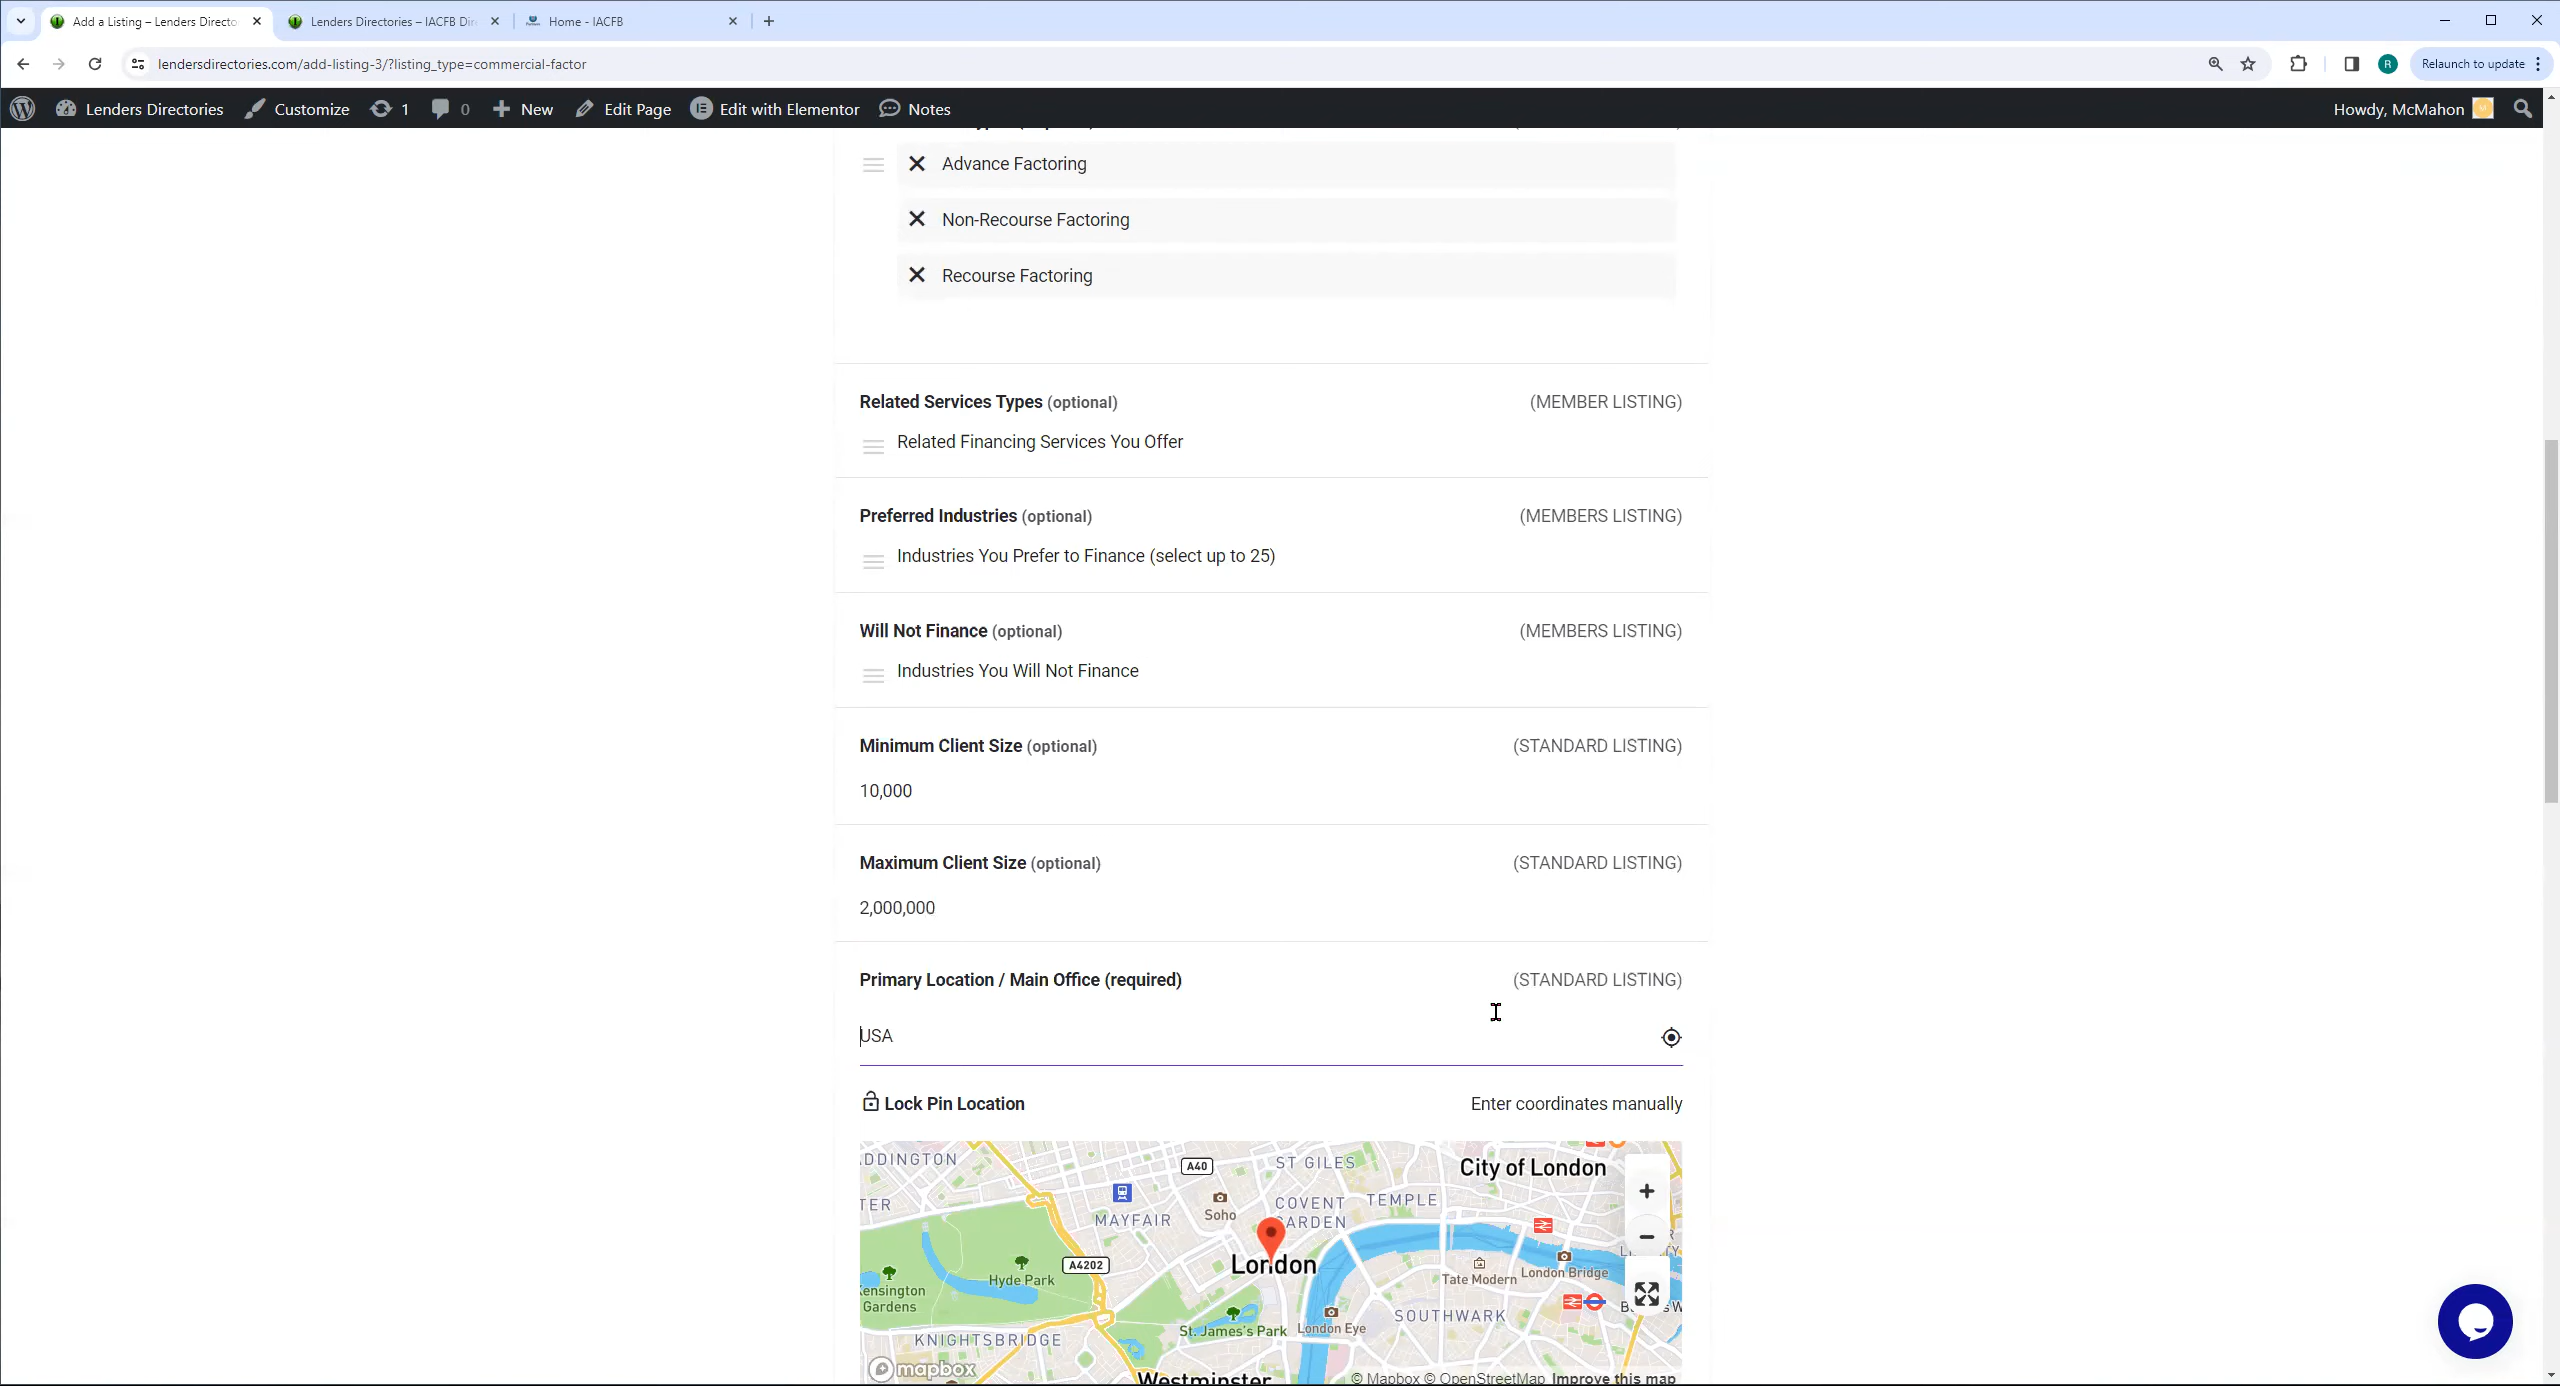 Add a Listing – Lenders Directo
Lenders Directories – IACFB Dir
Home - IACFB
lendersdirectories.com/add-listing-3/?listing_type=commercial-factor
R
Relaunch to update
Lenders Directories
Customize
1
0
New
Edit Page
Edit with Elementor
Notes
Howdy, McMahon
Advance Factoring
Non-Recourse Factoring
Recourse Factoring
Related Services Types (optional)
(MEMBER LISTING)
Related Financing Services You Offer
Preferred Industries (optional)
(MEMBERS LISTING)
Industries You Prefer to Finance (select up to 25)
Will Not Finance (optional)
(MEMBERS LISTING)
Industries You Will Not Finance
Minimum Client Size (optional)
(STANDARD LISTING)
10,000
Maximum Client Size (optional)
(STANDARD LISTING)
2,000,000
Primary Location / Main Office (required)
(STANDARD LISTING)
USA
Lock Pin Location
Enter coordinates manually
DDINGTON
A40
ST GILES
City of London
TER
MAYFAIR
Soho
COVENT
GARDEN
TEMPLE
London
A4202
Hyde Park
Kensington
Gardens
Tate Modern
London Bridge
St. James's Park
London Eye
SOUTHWARK
KNIGHTSBRIDGE
mapbox
Westminster
© Mapbox © OpenStreetMap Improve this map